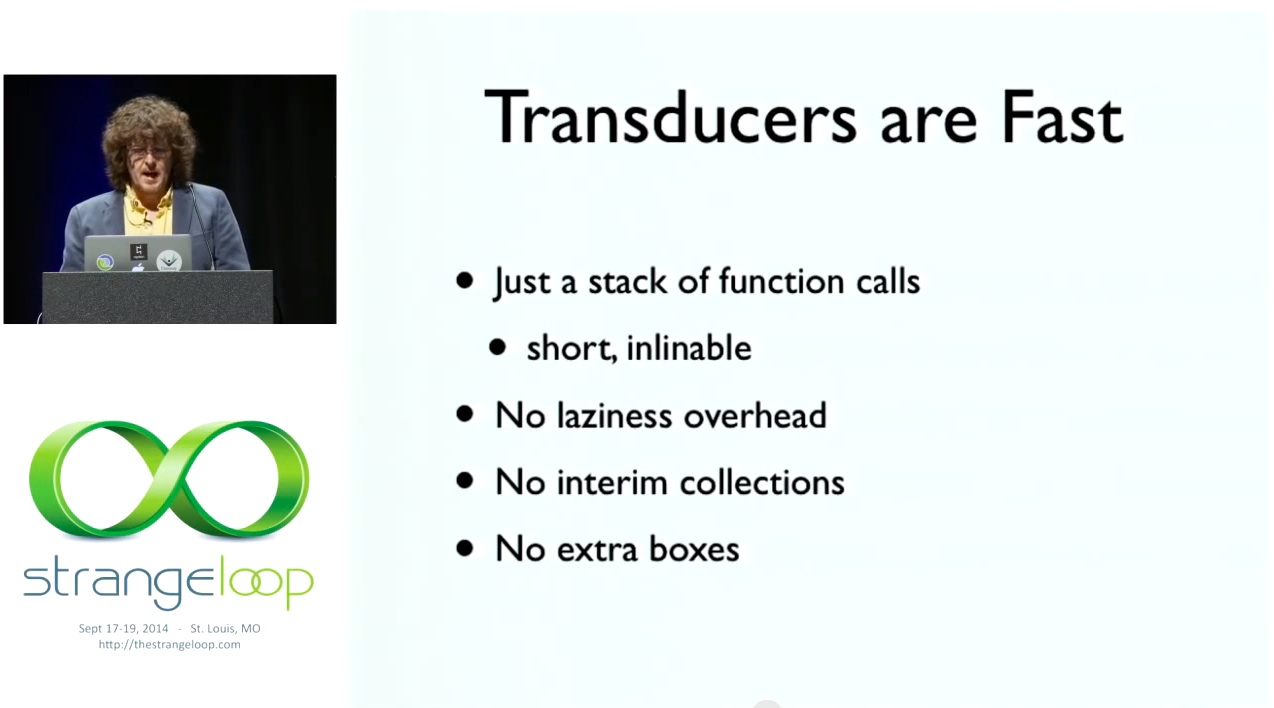 Transducers are Fast
• Just a stack of function calls
• short, inlinable
• No laziness overhead
• No interim collections
• No extra boxes
strangeloop
Sept 17-19, 2014 - St. Louis, MO
http://thestrangeloop.com